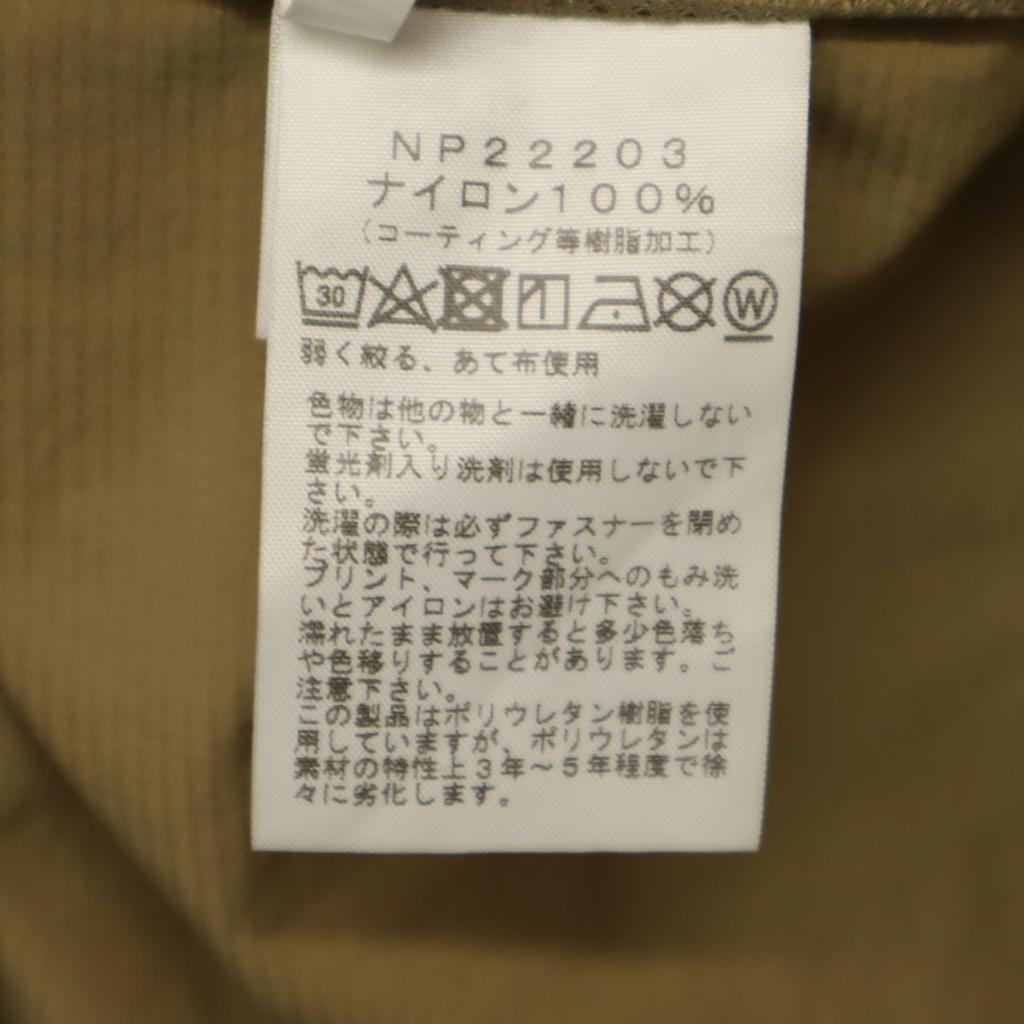 NP22203
ナイロン100%
（コーティング等樹脂加工）
30 W
弱く絞る、あて布使用
色物は他の物と一緒に洗濯しない
で下さい。
蛍光剤入り洗剤は使用しないで下
さい。
洗濯の際は必ずファスナーを閉め
た状態で行って下さい。
プリント、マーク部分へのもみ洗
いとアイロンはお避け下さい。
濡れたまま放置すると多少色落ち
や色移りすることがあります。ご
注意下さい。
この製品はポリウレタン樹脂を使
用していますが、ポリウレタンは
素材の特性上3年～5年程度で徐
々に劣化します。